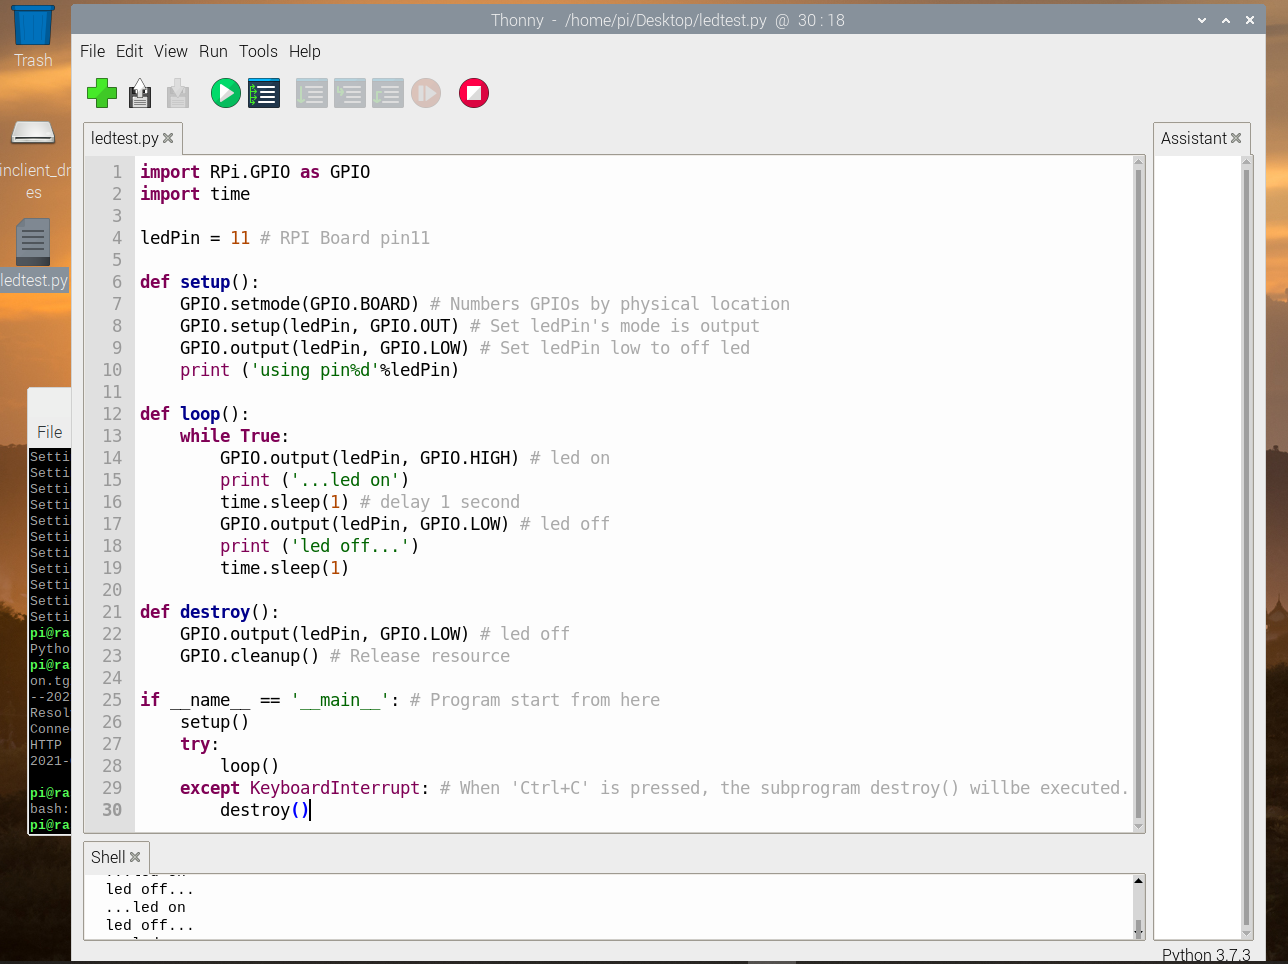 Thonny - /home/pi/Desktop/ledtest.py @ 30 : 18
Trash
inclient_dr
es
ledtest.py
File Edit View Run Tools Help
ledtest.py
1 import RPi.GPIO as GPIO
2 import time
3
4 ledPin = 11 # RPI Board pin11
5
6 def setup():
7 GPIO.setmode(GPIO.BOARD) # Numbers GPIOs by physical location
8 GPIO.setup(ledPin, GPIO.OUT) # Set ledPin's mode is output
9 GPIO.output(ledPin, GPIO.LOW) # Set ledPin low to off led
10 print ('using pin%d'%ledPin)
11
12 def loop():
13 while True:
14 GPIO.output(ledPin, GPIO.HIGH) # led on
15 print ('...led on')
16 time.sleep(1) # delay 1 second
17 GPIO.output(ledPin, GPIO.LOW) # led off
18 print ('led off...')
19 time.sleep(1)
20
21 def destroy():
22 GPIO.output(ledPin, GPIO.LOW) # led off
23 GPIO.cleanup() # Release resource
24
25 if __name__ == '__main__': # Program start from here
26 setup()
27 try:
28 loop()
29 except KeyboardInterrupt: # When 'Ctrl+C' is pressed, the subprogram destroy() willbe executed.
30 destroy()
Shell
led off...
...led on
led off...
Assistant
Python 3.7.3
File
Setti
Setti
Setti
Setti
Setti
Setti
Setti
Setti
Setti
Setti
Setti
pi@ra
Pytho
pi@ra
on.tg
--202
Resol
Conne
HTTP
2021-
pi@ra
bash:
pi@ra